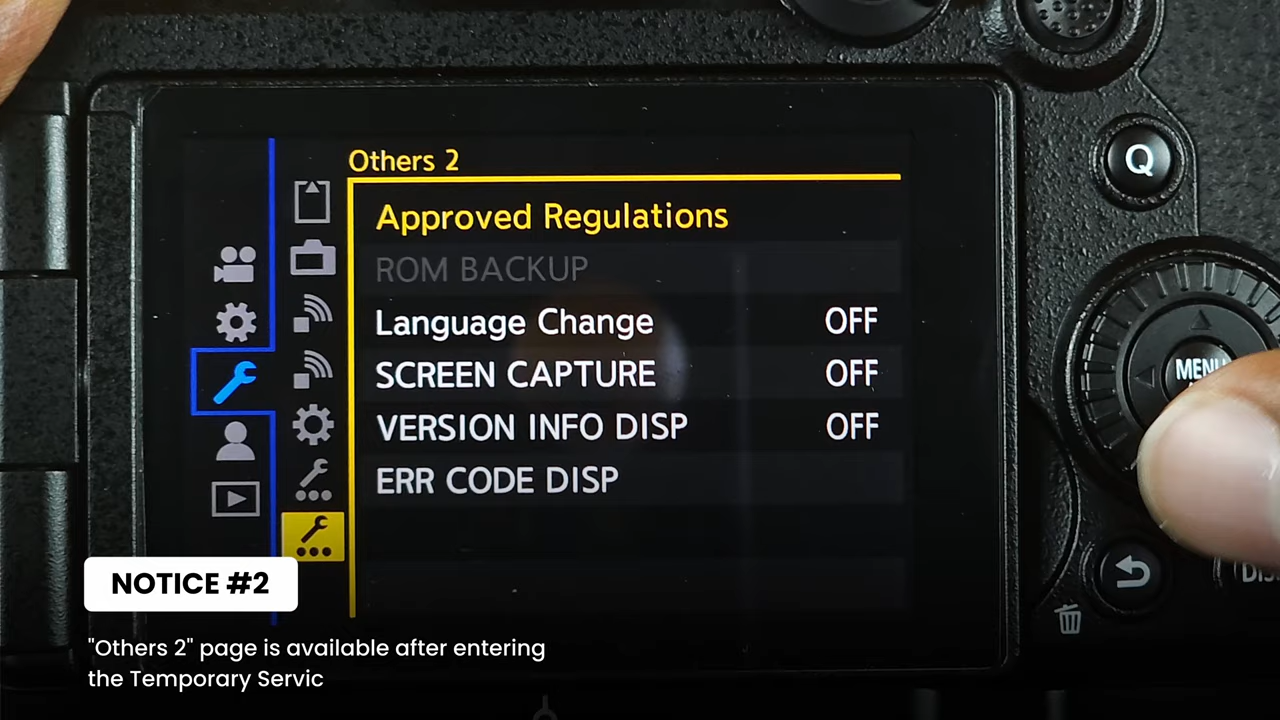 Others 2
Approved Regulations
ROM BACKUP
Language Change OFF
SCREEN CAPTURE OFF
VERSION INFO DISP OFF
ERR CODE DISP
Q
MENU
NOTICE #2
"Others 2" page is available after entering
the Temporary Servic